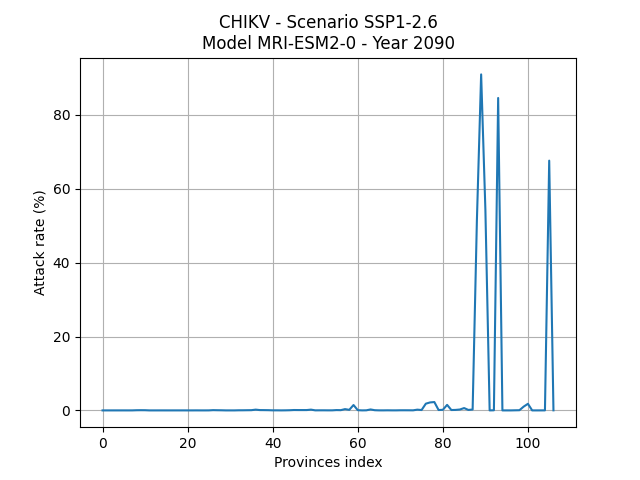 CHIKV - Scenario SSP1-2.6
Model MRI-ESM2-0 - Year 2090
80
60
40
20
0
Attack rate (%)
0 20 40 60 80 100
Provinces index